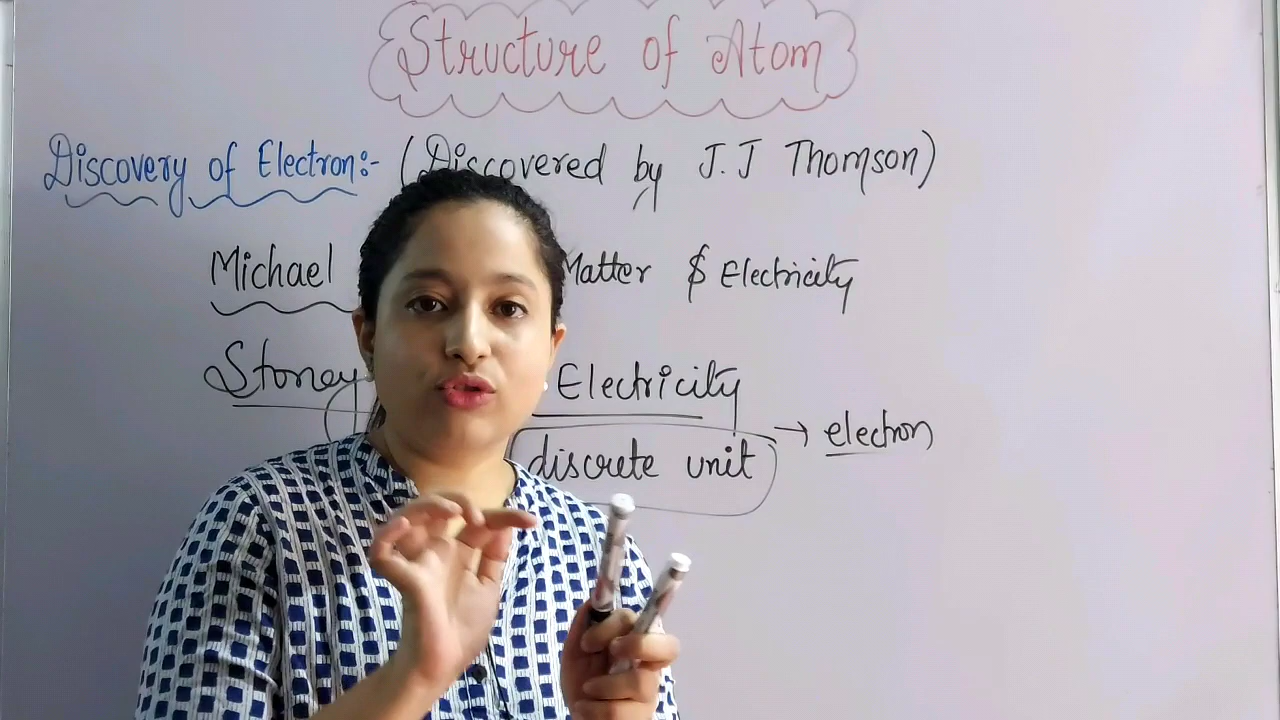 Structure of Atom
Discovery of Electron:- (Discovered by J.J Thomson)
Michael Matter & Electricity
Stoney Electricity
discrete unit → electron